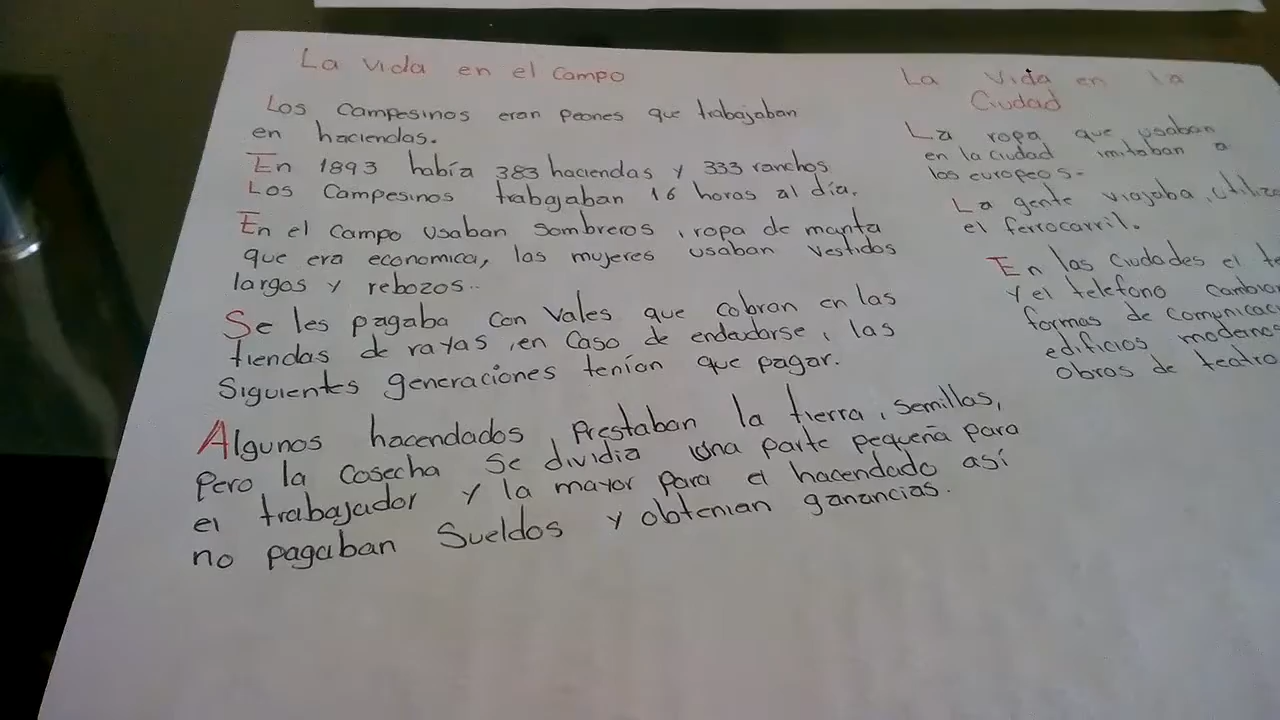 La vida en el campo
Los campesinos eran peones que trabajaban
en haciendas.
En 1893 había 383 haciendas y 333 ranchos
Los Campesinos trabajaban 16 horas al día.
En el campo usaban sombreros, ropa de manta
que era economica, las mujeres usaban vestidos
largos y rebozos..
Se les pagaba con vales que cobran en las
tiendas de rayas, en caso de endeudarse, las
Siguientes generaciones tenían que pagar.
Algunos hacendados, Prestaban la tierra, semillas,
pero la cosecha se dividia una parte pequeña para
el trabajador y la mayor para el hacendado así
no pagaban Sueldos y obtenian ganancias.
La Vida en la
Ciudad
La ropa que usaban
en la ciudad imitaban a
los europeos.
La gente viajaba, utiliza
el ferrocarril.
En las ciudades el
y el telefono
formas de
edificios
obras de teatro